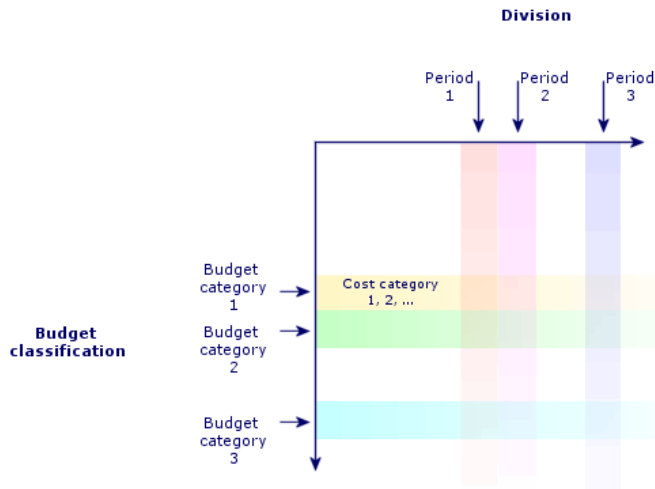 Division
Period
1
Period
2
Period
3
Budget
category
1
Cost category
1, 2, ...
Budget
classification
Budget
category
2
Budget
category
3